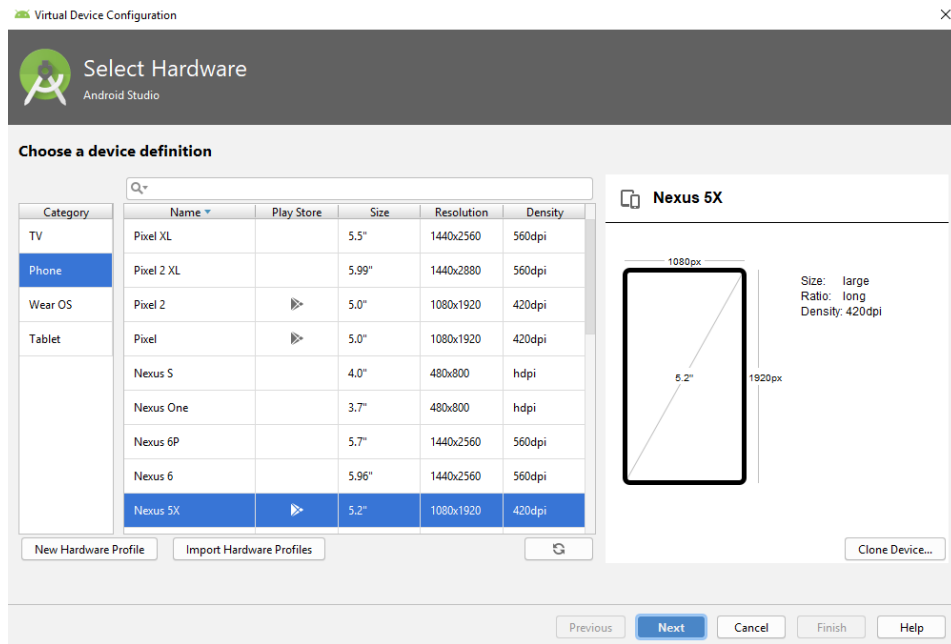 Virtual Device Configuration
Select Hardware
Android Studio
Choose a device definition
Category
TV
Phone
Wear OS
Tablet
Name Play Store Size Resolution Density
Pixel XL 5.5" 1440x2560 560dpi
Pixel 2 XL 5.99" 1440x2880 560dpi
Pixel 2 5.0" 1080x1920 420dpi
Pixel 5.0" 1080x1920 420dpi
Nexus S 4.0" 480x800 hdpi
Nexus One 3.7" 480x800 hdpi
Nexus 6P 5.7" 1440x2560 560dpi
Nexus 6 5.96" 1440x2560 560dpi
Nexus 5X 5.2" 1080x1920 420dpi
New Hardware Profile Import Hardware Profiles
Nexus 5X
1080px
5.2"
1920px
Size: large
Ratio: long
Density: 420dpi
Clone Device...
Previous Next Cancel Finish Help